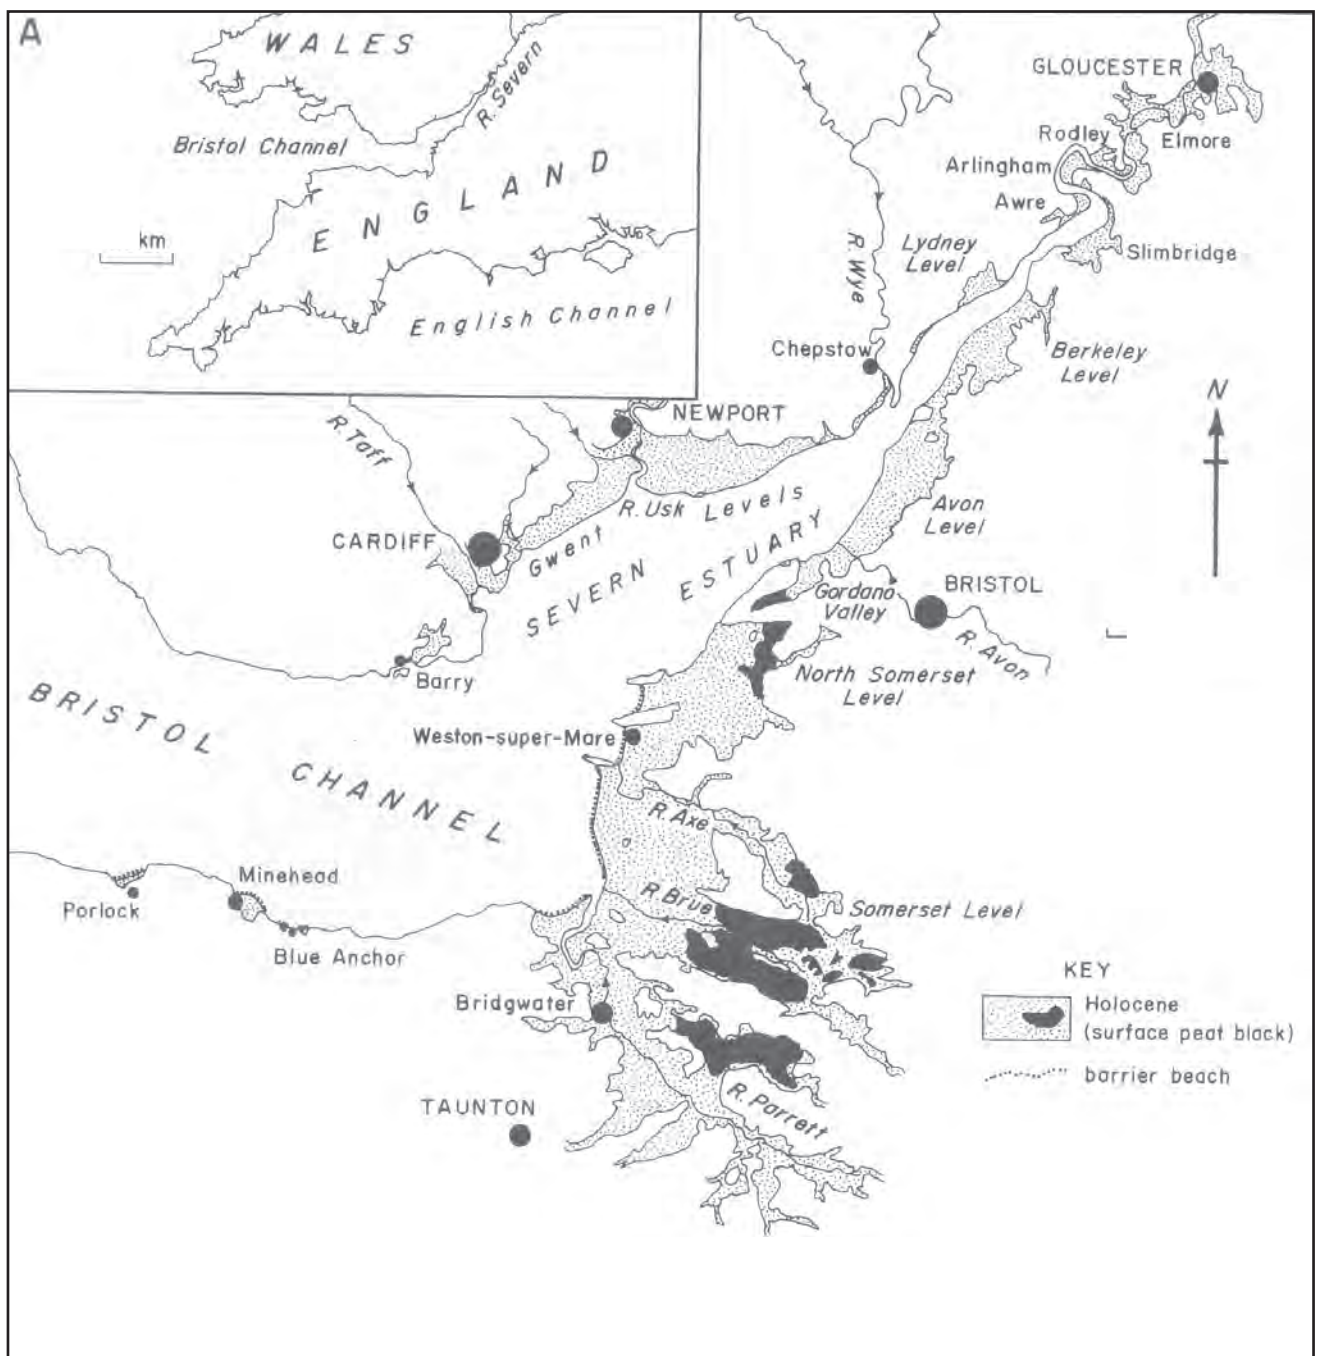 A
WALES
R. Severn
Bristol Channel
ENGLAND
km
English Channel
GLOUCESTER
Rodley
Elmore
Arlingham
Awre
Slimbridge
Lydney
Level
R. Wye
Berkeley
Level
Chepstow
N
NEWPORT
R. Taff
R. Usk
Gwent Levels
Avon
Level
CARDIFF
SEVERN ESTUARY
BRISTOL
Gordano
Valley
R. Avon
Barry
North Somerset
Level
BRISTOL CHANNEL
Weston-super-Mare
R. Axe
Minehead
Porlock
Blue Anchor
R. Brue
Somerset Level
Bridgwater
TAUNTON
R. Parrett
KEY
Holocene
(surface peat black)
barrier beach